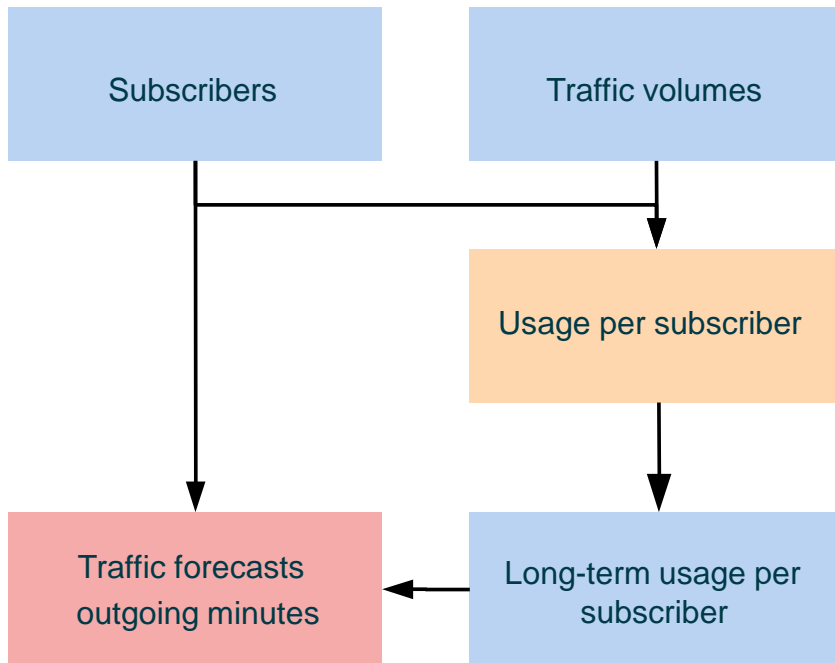 Subscribers
Traffic volumes
Usage per subscriber
Traffic forecasts
outgoing minutes
Long-term usage per
subscriber